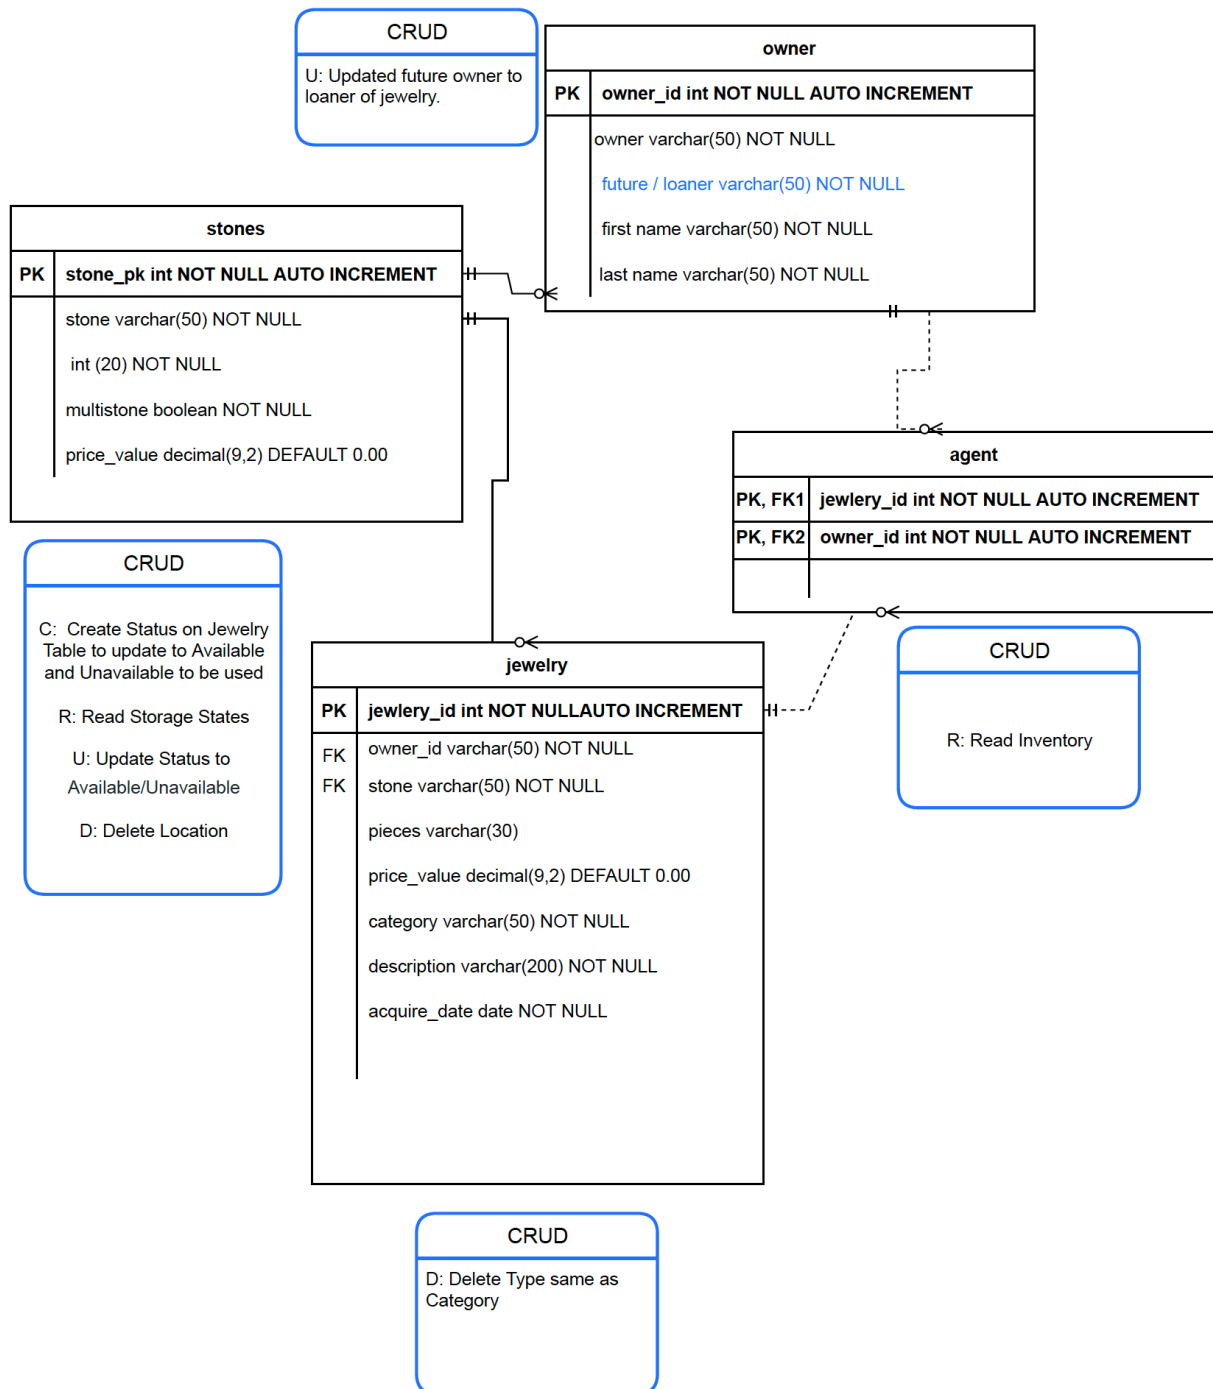 CRUD
U: Updated future owner to
loaner of jewelry.
owner
PK owner_id int NOT NULL AUTO INCREMENT
owner varchar(50) NOT NULL
future / loaner varchar(50) NOT NULL
first name varchar(50) NOT NULL
last name varchar(50) NOT NULL
stones
PK stone_pk int NOT NULL AUTO INCREMENT
stone varchar(50) NOT NULL
int (20) NOT NULL
multistone boolean NOT NULL
price_value decimal(9,2) DEFAULT 0.00
agent
PK, FK1 jewlery_id int NOT NULL AUTO INCREMENT
PK, FK2 owner_id int NOT NULL AUTO INCREMENT
CRUD
C: Create Status on Jewelry
Table to update to Available
and Unavailable to be used
R: Read Storage States
U: Update Status to
Available/Unavailable
D: Delete Location
jewelry
PK jewlery_id int NOT NULLAUTO INCREMENT
FK owner_id varchar(50) NOT NULL
FK stone varchar(50) NOT NULL
pieces varchar(30)
price_value decimal(9,2) DEFAULT 0.00
category varchar(50) NOT NULL
description varchar(200) NOT NULL
acquire_date date NOT NULL
CRUD
R: Read Inventory
CRUD
D: Delete Type same as
Category